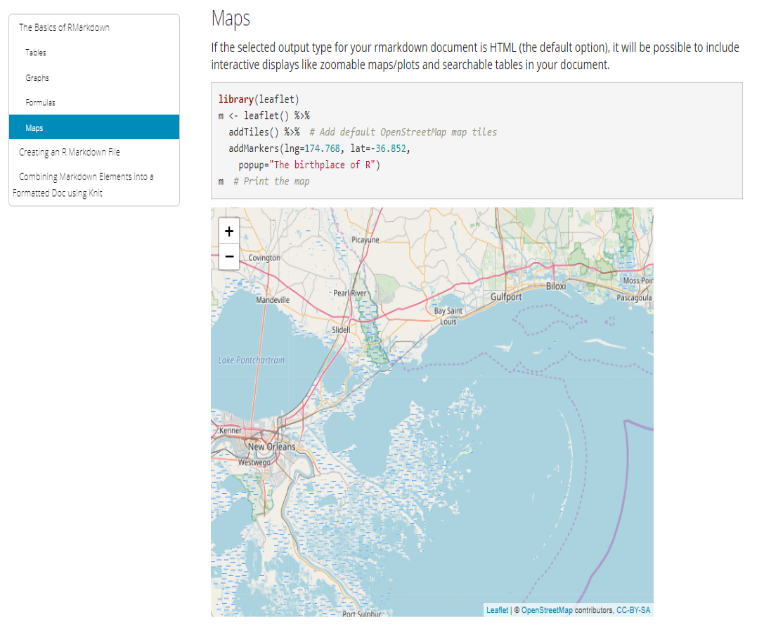 The Basics of RMarkdown
Tables
Graphs
Formulas
Maps
Creating an R Markdown File
Combining Markdown Elements into a
Formatted Doc using Knit
Maps
If the selected output type for your rmarkdown document is HTML (the default option), it will be possible to include
interactive displays like zoomable maps/plots and searchable tables in your document.
library(leaflet)
m <- leaflet() %>%
addTiles() %>% # Add default OpenStreetMap map tiles
addMarkers(lng=174.768, lat=-36.852,
popup="The birthplace of R")
m # Print the map
+
−
Picayune
Covington
Moss Poin
Biloxi
Pearl River
Gulfport
Pascagoula
Mandeville
Bay Saint
Louis
Slidell
Lake Pontchartrain
Kenner
New Orleans
Westwego
Port Sulphur
Leaflet | © OpenStreetMap contributors, CC-BY-SA